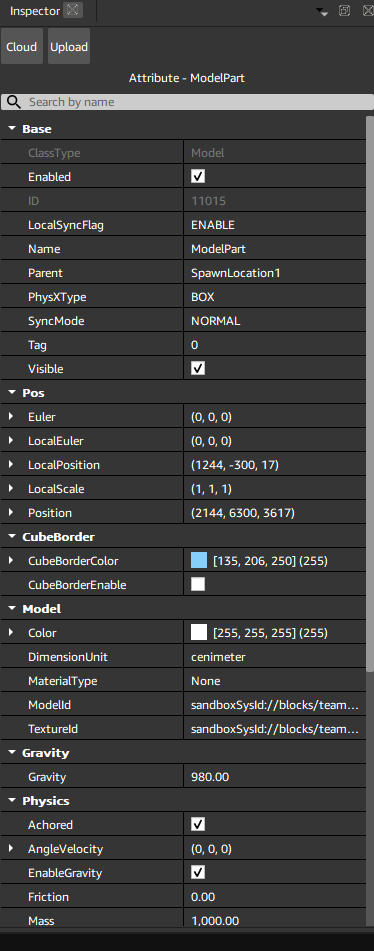 Inspector
Cloud Upload
Attribute - ModelPart
Search by name
Base
ClassType Model
Enabled
ID 11015
LocalSyncFlag ENABLE
Name ModelPart
Parent SpawnLocation1
PhysXType BOX
SyncMode NORMAL
Tag 0
Visible
Pos
Euler (0, 0, 0)
LocalEuler (0, 0, 0)
LocalPosition (1244, -300, 17)
LocalScale (1, 1, 1)
Position (2144, 6300, 3617)
CubeBorder
CubeBorderColor [135, 206, 250] (255)
CubeBorderEnable
Model
Color [255, 255, 255] (255)
DimensionUnit cenimeter
MaterialType None
ModelId sandboxSysId://blocks/team...
TextureId sandboxSysId://blocks/team...
Gravity
Gravity 980.00
Physics
Achored
AngleVelocity (0, 0, 0)
EnableGravity
Friction 0.00
Mass 1,000.00